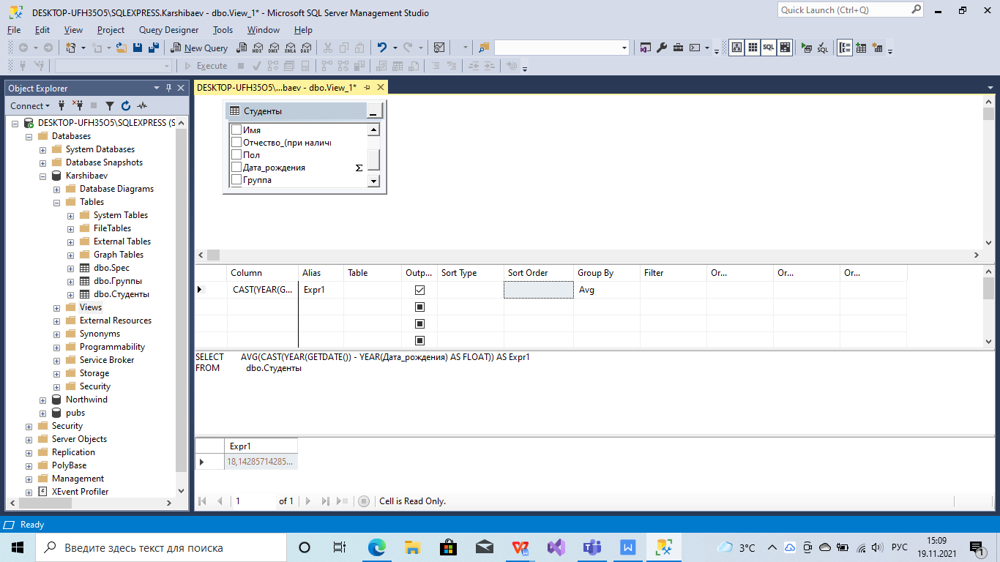 DESKTOP-UFH35O5\SQLEXPRESS.Karshibaev - dbo.View_1* - Microsoft SQL Server Management Studio
Quick Launch (Ctrl+Q)
File Edit View Project Query Designer Tools Window Help
New Query
MDX DMX XMLA DAX
SQL
SQL
Execute
Object Explorer
DESKTOP-UFH35O5\...baev - dbo.View_1*
Connect
DESKTOP-UFH35O5\SQLEXPRESS (S
Databases
System Databases
Database Snapshots
Karshibaev
Database Diagrams
Tables
System Tables
FileTables
External Tables
Graph Tables
dbo.Spec
dbo.Группы
dbo.Студенты
Views
External Resources
Synonyms
Programmability
Service Broker
Storage
Security
Northwind
pubs
Security
Server Objects
Replication
PolyBase
Management
XEvent Profiler
Студенты
Имя
Отчество_(при наличи
Пол
Дата_рождения Σ
Группа
Column Alias Table Outp... Sort Type Sort Order Group By Filter Or... Or... Or...
CAST(YEAR(G... Expr1 Avg
SELECT AVG(CAST(YEAR(GETDATE()) - YEAR(Дата_рождения) AS FLOAT)) AS Expr1
FROM dbo.Студенты
Expr1
18,14285714285...
1 of 1 Cell is Read Only.
Ready
Введите здесь текст для поиска
3°C
РУС
15:09
19.11.2021
1